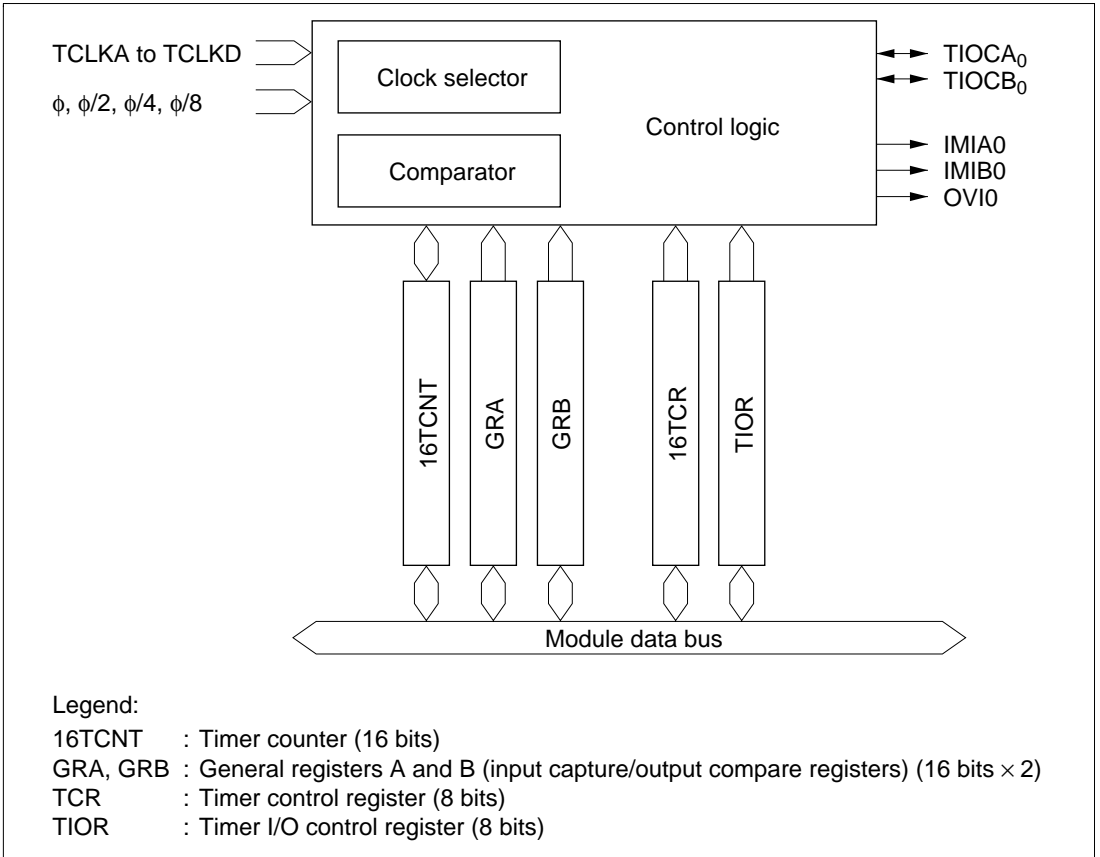 TCLKA to TCLKD
ϕ, ϕ/2, ϕ/4, ϕ/8
Clock selector
Comparator
Control logic
TIOCA0
TIOCB0
IMIA0
IMIB0
OVI0
16TCNT
GRA
GRB
16TCR
TIOR
Module data bus
Legend:
16TCNT : Timer counter (16 bits)
GRA, GRB : General registers A and B (input capture/output compare registers) (16 bits × 2)
TCR : Timer control register (8 bits)
TIOR : Timer I/O control register (8 bits)